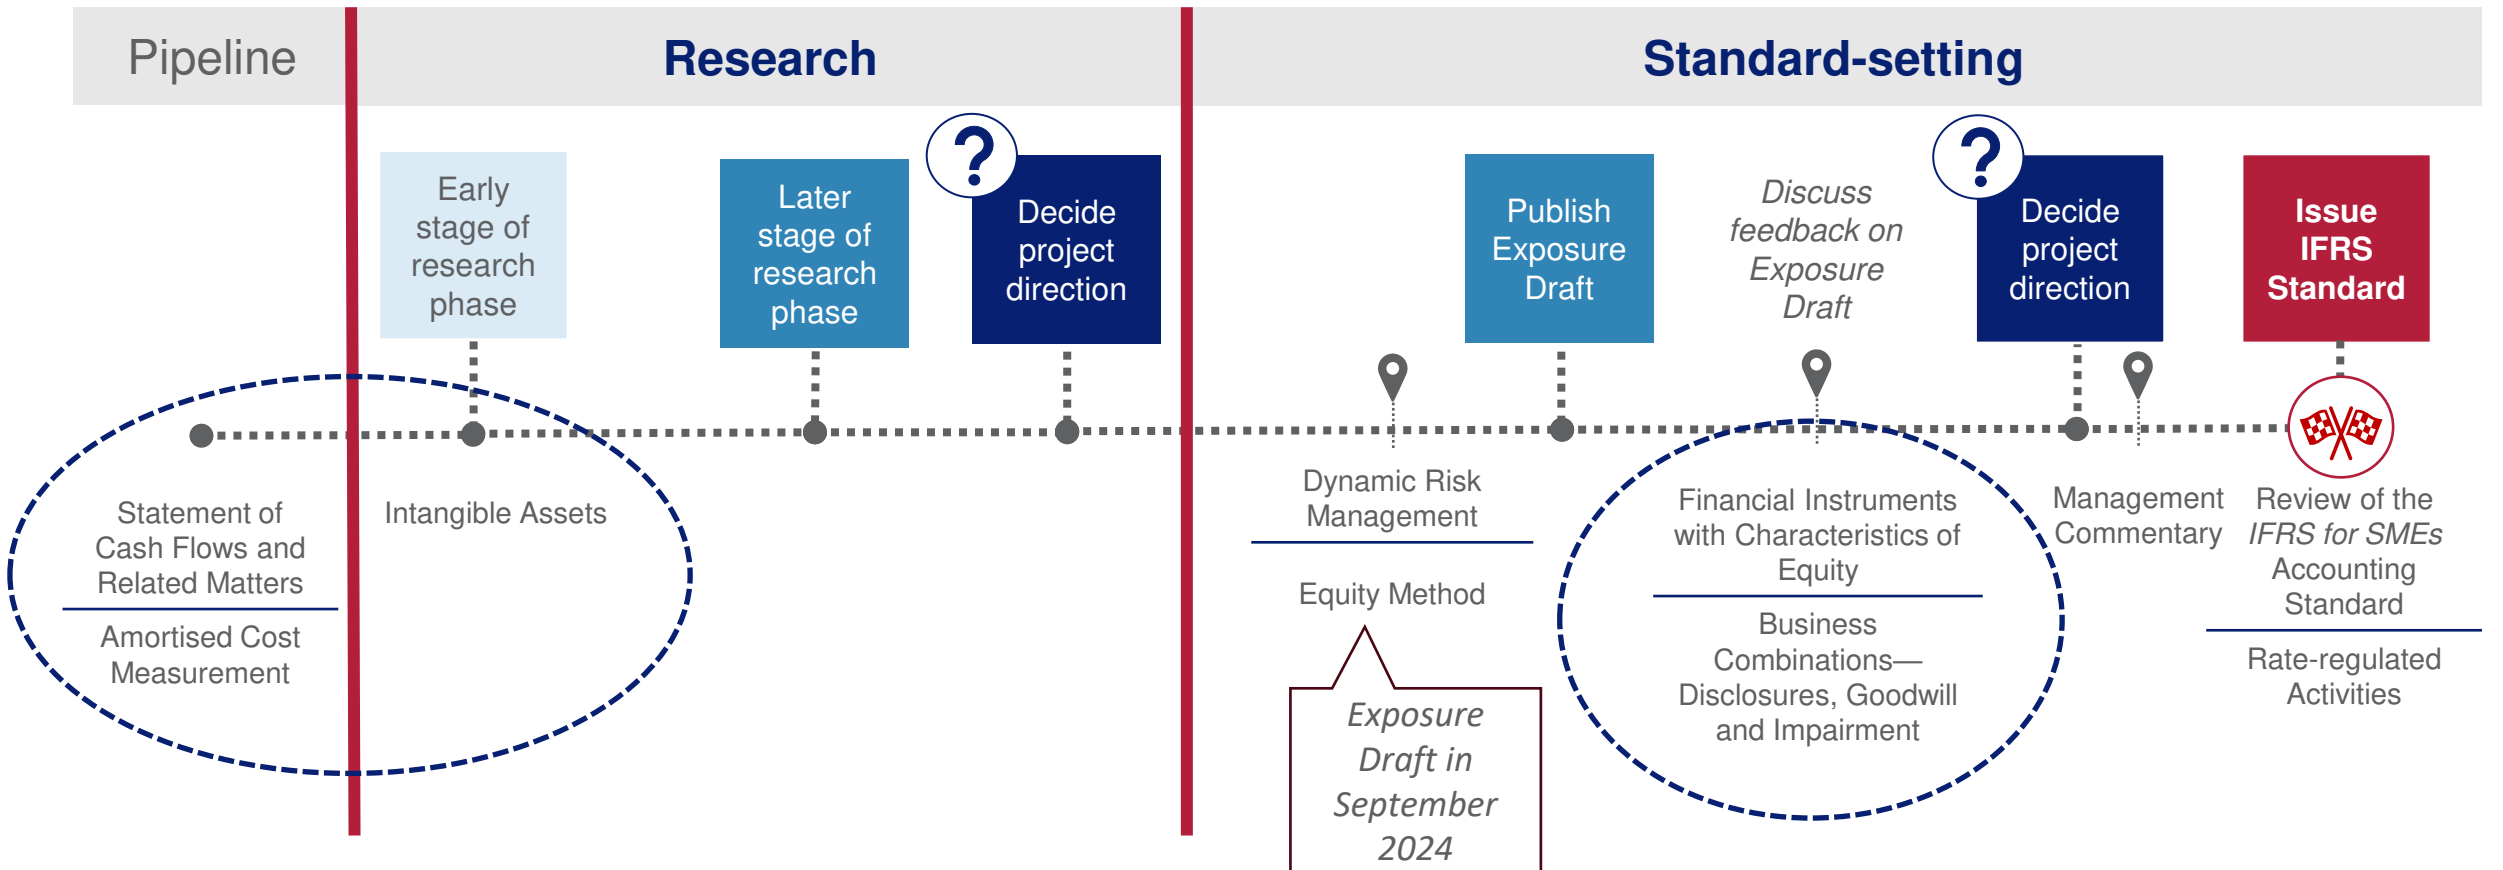 Pipeline
Research
Standard-setting
Early
stage of
research
phase
Later
stage of
research
phase
?
Decide
project
direction
Publish
Exposure
Draft
Discuss
feedback on
Exposure
Draft
?
Decide
project
direction
Issue
IFRS
Standard
Statement of
Cash Flows and
Related Matters
Amortised Cost
Measurement
Intangible Assets
Dynamic Risk
Management
Equity Method
Exposure
Draft in
September
2024
Financial Instruments
with Characteristics of
Equity
Business
Combinations—
Disclosures, Goodwill
and Impairment
Management
Commentary
Review of the
IFRS for SMEs
Accounting
Standard
Rate-regulated
Activities